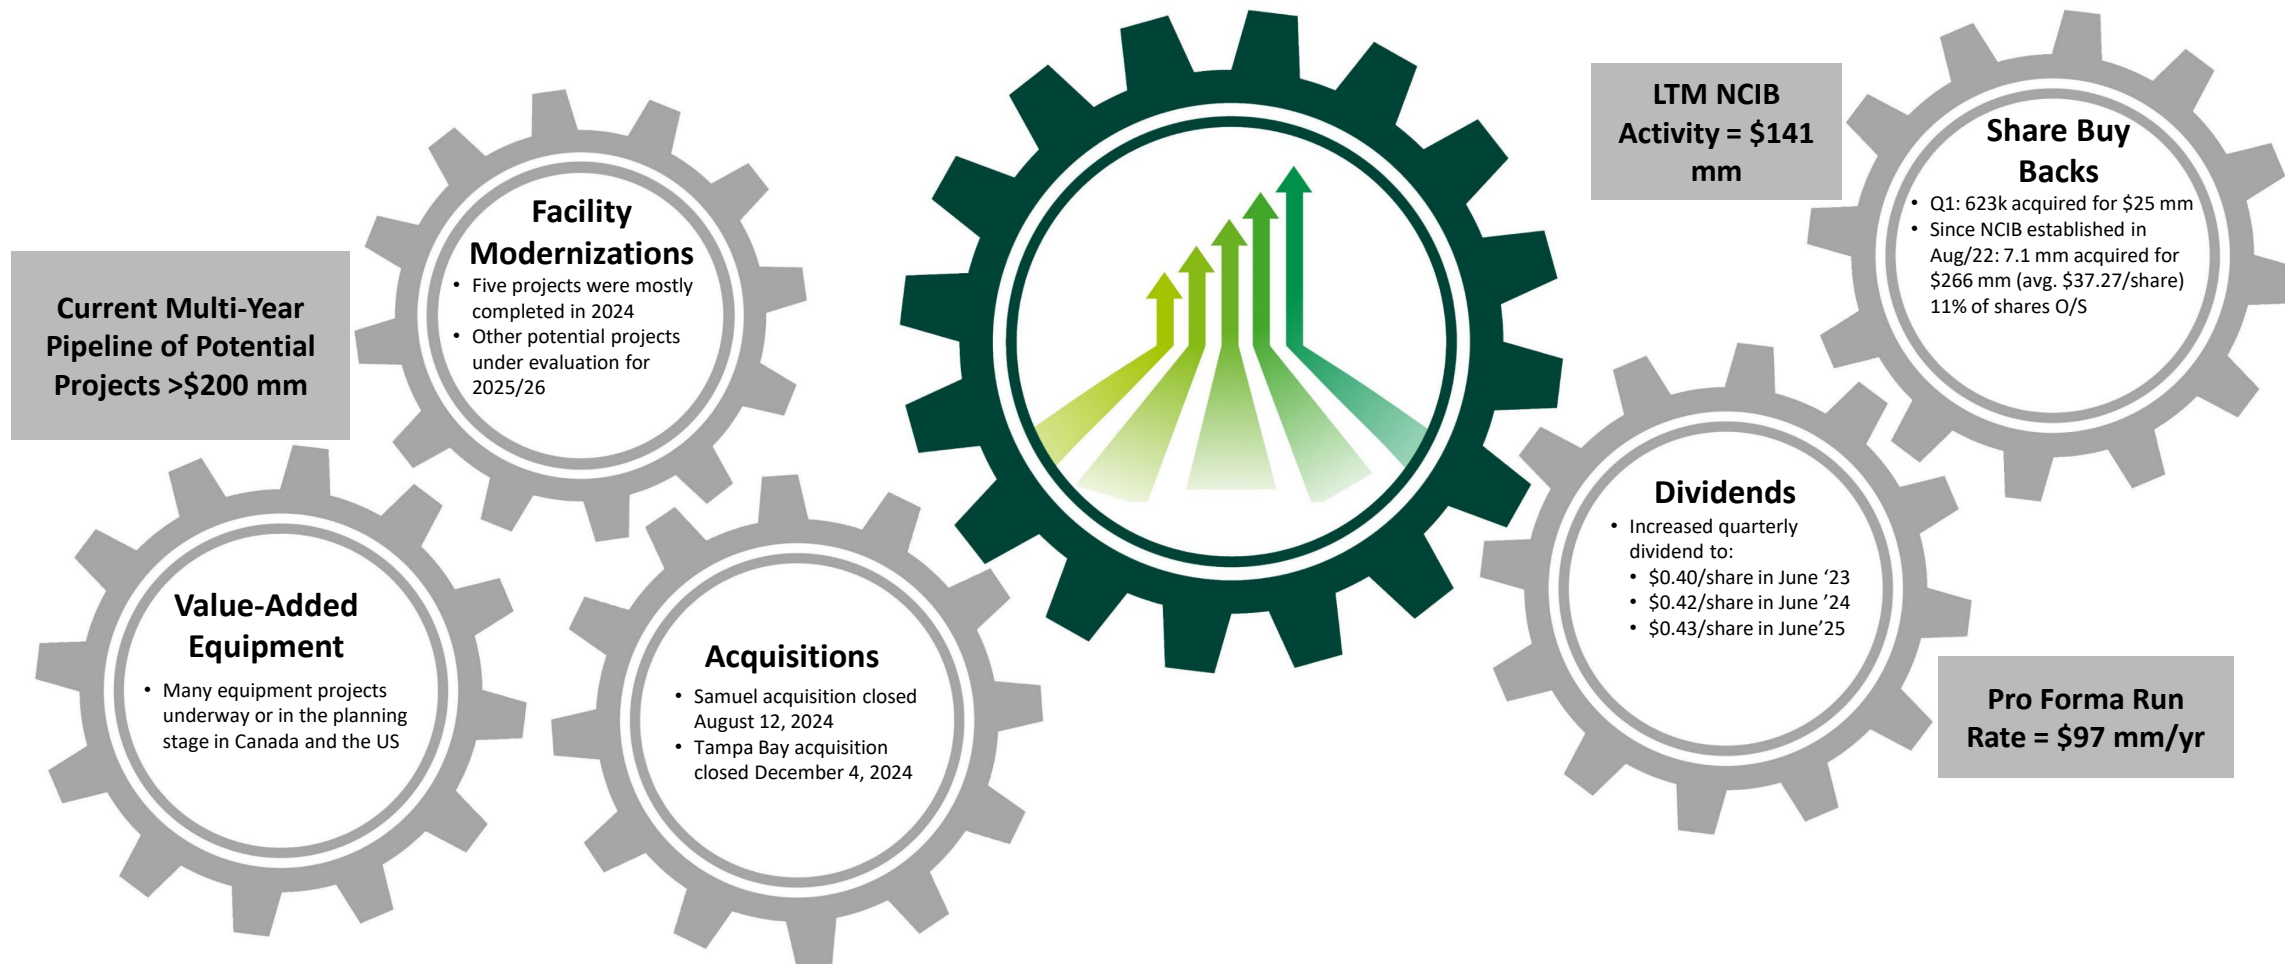 Current Multi-Year
Pipeline of Potential
Projects >$200 mm
Facility
Modernizations
• Five projects were mostly
completed in 2024
• Other potential projects
under evaluation for
2025/26
Value-Added
Equipment
• Many equipment projects
underway or in the planning
stage in Canada and the US
Acquisitions
• Samuel acquisition closed
August 12, 2024
• Tampa Bay acquisition
closed December 4, 2024
LTM NCIB
Activity = $141
mm
Share Buy
Backs
• Q1: 623k acquired for $25 mm
• Since NCIB established in
Aug/22: 7.1 mm acquired for
$266 mm (avg. $37.27/share)
11% of shares O/S
Dividends
• Increased quarterly
dividend to:
• $0.40/share in June ‘23
• $0.42/share in June ’24
• $0.43/share in June’25
Pro Forma Run
Rate = $97 mm/yr